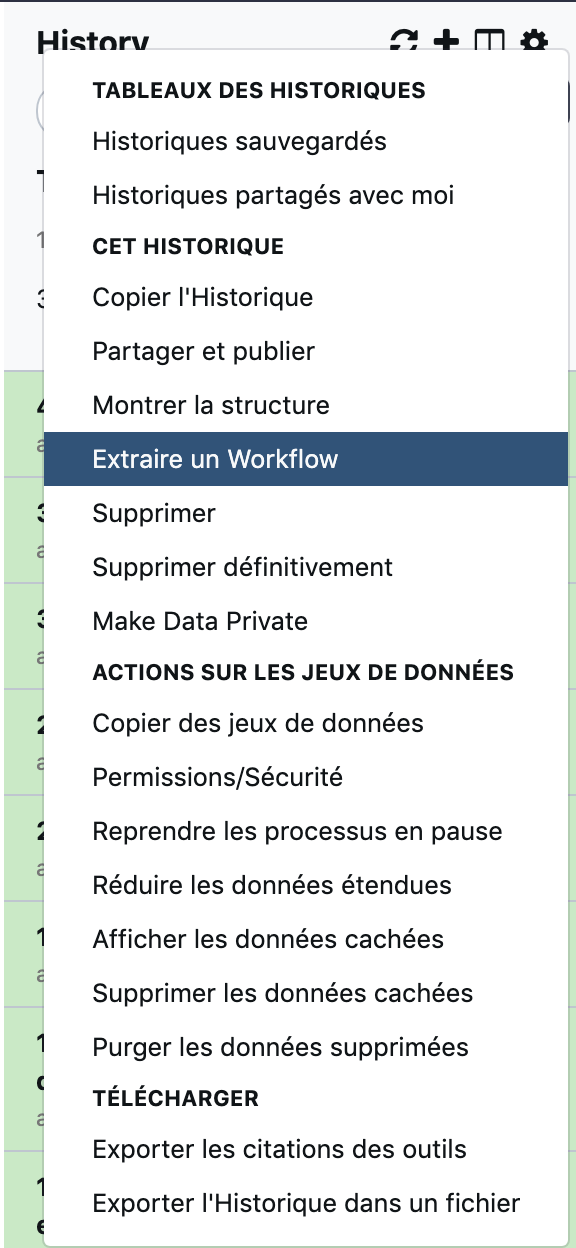 History
TABLEAUX DES HISTORIQUES
Historiques sauvegardés
Historiques partagés avec moi
CET HISTORIQUE
Copier l'Historique
Partager et publier
Montrer la structure
Extraire un Workflow
Supprimer
Supprimer définitivement
Make Data Private
ACTIONS SUR LES JEUX DE DONNÉES
Copier des jeux de données
Permissions/Sécurité
Reprendre les processus en pause
Réduire les données étendues
Afficher les données cachées
Supprimer les données cachées
Purger les données supprimées
TÉLÉCHARGER
Exporter les citations des outils
Exporter l'Historique dans un fichier